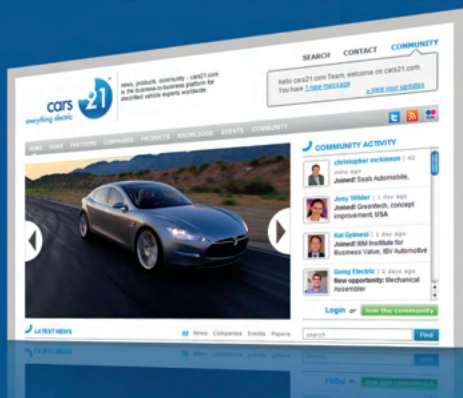 SEARCH CONTACT COMMUNITY
cars 21
everything electric
news, products, community - cars21.com
is the business-to-business platform for
electrified vehicle experts worldwide
hello cars21.com Team, welcome on cars21.com
You have 1 new message
» view your updates
HOME NEWS PARTNERS COMPANIES PRODUCTS KNOWLEDGE EVENTS COMMUNITY
COMMUNITY ACTIVITY
christopher mckinnon | 43
mins ago
Joined! Saab Automobile,
Joey Wilder | 1 day ago
Joined! Greentech, concept
improvement, USA
Kal Gyimesi | 1 day ago
Joined! IBM Institute for
Business Value, IBV Automotive
Going Electric | 2 days ago
New opportunity: Mechanical
Assembler
Login or Join the community
LATEST NEWS
All News Companies Events Papers
search Find